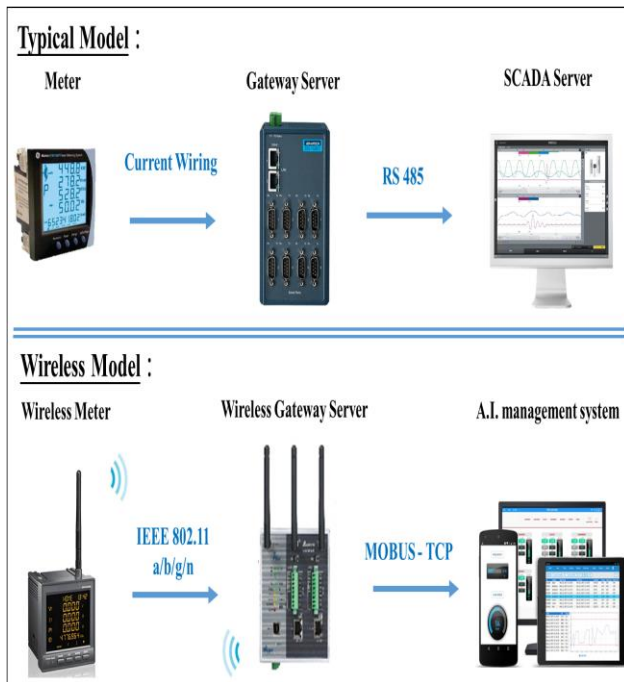 Typical Model :
Meter
Gateway Server
SCADA Server
Current Wiring
RS 485
Wireless Model :
Wireless Meter
Wireless Gateway Server
A.I. management system
IEEE 802.11
a/b/g/n
MOBUS - TCP